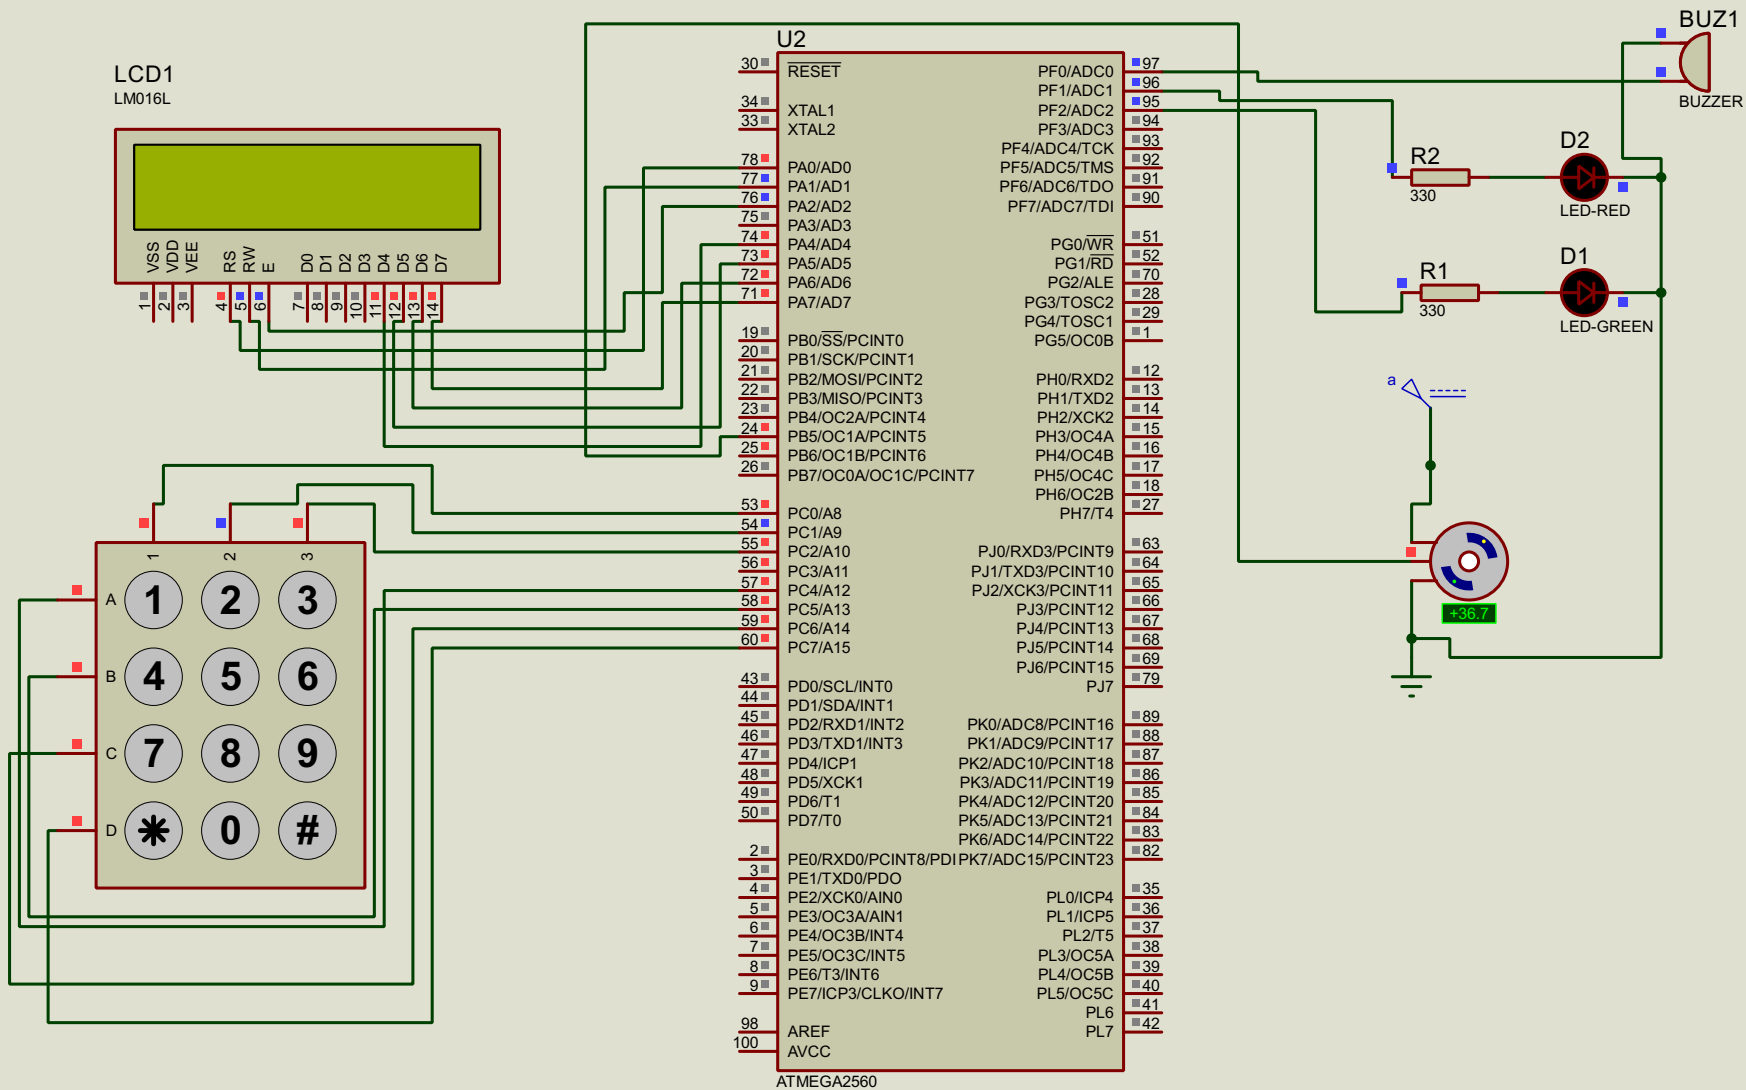 LCD1
LM016L
VSS
VDD
VEE
RS
RW
E
D0
D1
D2
D3
D4
D5
D6
D7
1
2
3
4
5
6
7
8
9
10
11
12
13
14
1
2
3
A
B
C
D
1 2 3
4 5 6
7 8 9
✱ 0 #
U2
30 RESET
34 XTAL1
33 XTAL2
78 PA0/AD0
77 PA1/AD1
76 PA2/AD2
75 PA3/AD3
74 PA4/AD4
73 PA5/AD5
72 PA6/AD6
71 PA7/AD7
19 PB0/SS/PCINT0
20 PB1/SCK/PCINT1
21 PB2/MOSI/PCINT2
22 PB3/MISO/PCINT3
23 PB4/OC2A/PCINT4
24 PB5/OC1A/PCINT5
25 PB6/OC1B/PCINT6
26 PB7/OC0A/OC1C/PCINT7
53 PC0/A8
54 PC1/A9
55 PC2/A10
56 PC3/A11
57 PC4/A12
58 PC5/A13
59 PC6/A14
60 PC7/A15
43 PD0/SCL/INT0
44 PD1/SDA/INT1
45 PD2/RXD1/INT2
46 PD3/TXD1/INT3
47 PD4/ICP1
48 PD5/XCK1
49 PD6/T1
50 PD7/T0
2 PE0/RXD0/PCINT8/PDI
3 PE1/TXD0/PDO
4 PE2/XCK0/AIN0
5 PE3/OC3A/AIN1
6 PE4/OC3B/INT4
7 PE5/OC3C/INT5
8 PE6/T3/INT6
9 PE7/ICP3/CLKO/INT7
98 AREF
100 AVCC
PF0/ADC0 97
PF1/ADC1 96
PF2/ADC2 95
PF3/ADC3 94
PF4/ADC4/TCK 93
PF5/ADC5/TMS 92
PF6/ADC6/TDO 91
PF7/ADC7/TDI 90
PG0/WR 51
PG1/RD 52
PG2/ALE 70
PG3/TOSC2 28
PG4/TOSC1 29
PG5/OC0B 1
PH0/RXD2 12
PH1/TXD2 13
PH2/XCK2 14
PH3/OC4A 15
PH4/OC4B 16
PH5/OC4C 17
PH6/OC2B 18
PH7/T4 27
PJ0/RXD3/PCINT9 63
PJ1/TXD3/PCINT10 64
PJ2/XCK3/PCINT11 65
PJ3/PCINT12 66
PJ4/PCINT13 67
PJ5/PCINT14 68
PJ6/PCINT15 69
PJ7 79
PK0/ADC8/PCINT16 89
PK1/ADC9/PCINT17 88
PK2/ADC10/PCINT18 87
PK3/ADC11/PCINT19 86
PK4/ADC12/PCINT20 85
PK5/ADC13/PCINT21 84
PK6/ADC14/PCINT22 83
PK7/ADC15/PCINT23 82
PL0/ICP4 35
PL1/ICP5 36
PL2/T5 37
PL3/OC5A 38
PL4/OC5B 39
PL5/OC5C 40
PL6 41
PL7 42
ATMEGA2560
BUZ1
BUZZER
R2
330
D2
LED-RED
R1
330
D1
LED-GREEN
a
+36.7